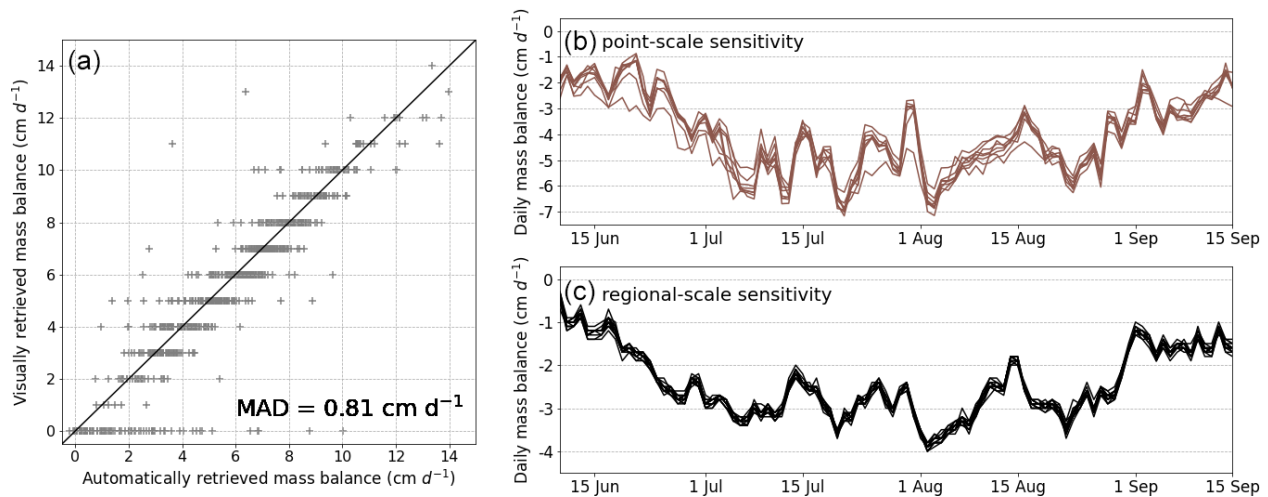 (a)
Visually retrieved mass balance (cm d⁻¹)
14
12
10
8
6
4
2
0
MAD = 0.81 cm d⁻¹
0 2 4 6 8 10 12 14
Automatically retrieved mass balance (cm d⁻¹)
(b) point-scale sensitivity
Daily mass balance (cm d⁻¹)
0
-1
-2
-3
-4
-5
-6
-7
15 Jun 1 Jul 15 Jul 1 Aug 15 Aug 1 Sep 15 Sep
(c) regional-scale sensitivity
Daily mass balance (cm d⁻¹)
0
-1
-2
-3
-4
15 Jun 1 Jul 15 Jul 1 Aug 15 Aug 1 Sep 15 Sep